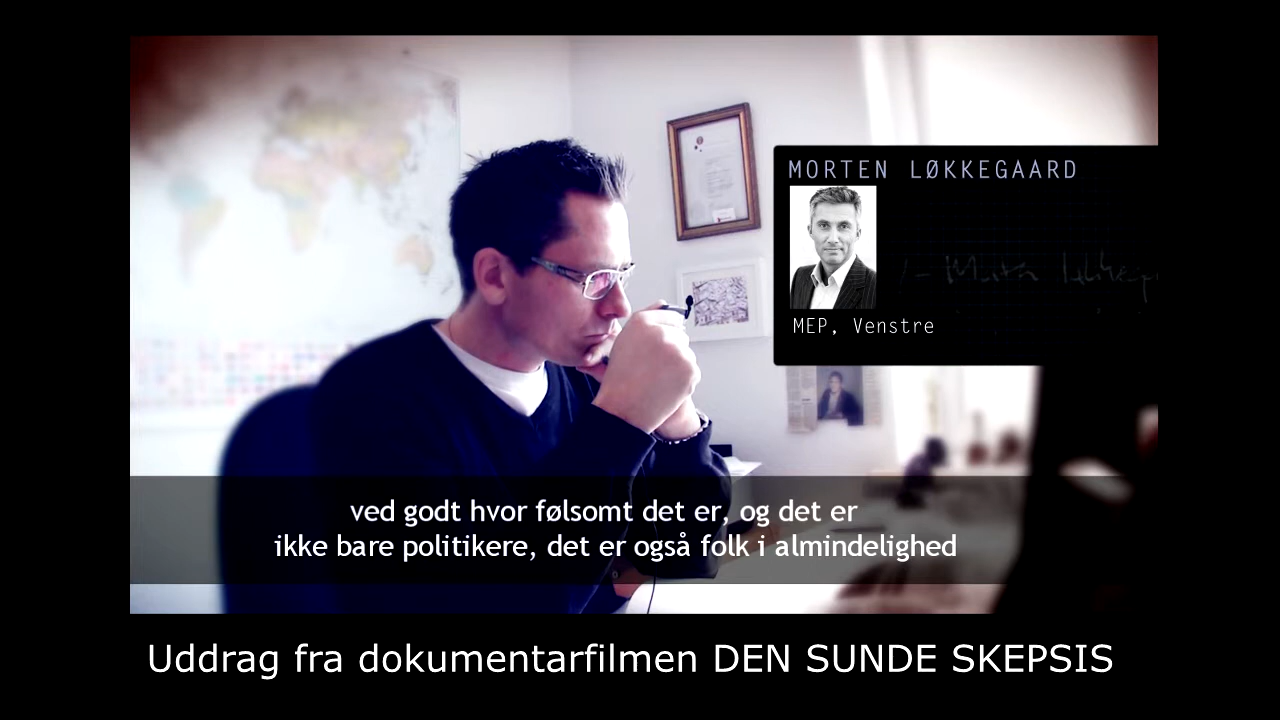 MORTEN LØKKEGAARD
MEP, Venstre
ved godt hvor følsomt det er, og det er
ikke bare politikere, det er også folk i almindelighed
Uddrag fra dokumentarfilmen DEN SUNDE SKEPSIS